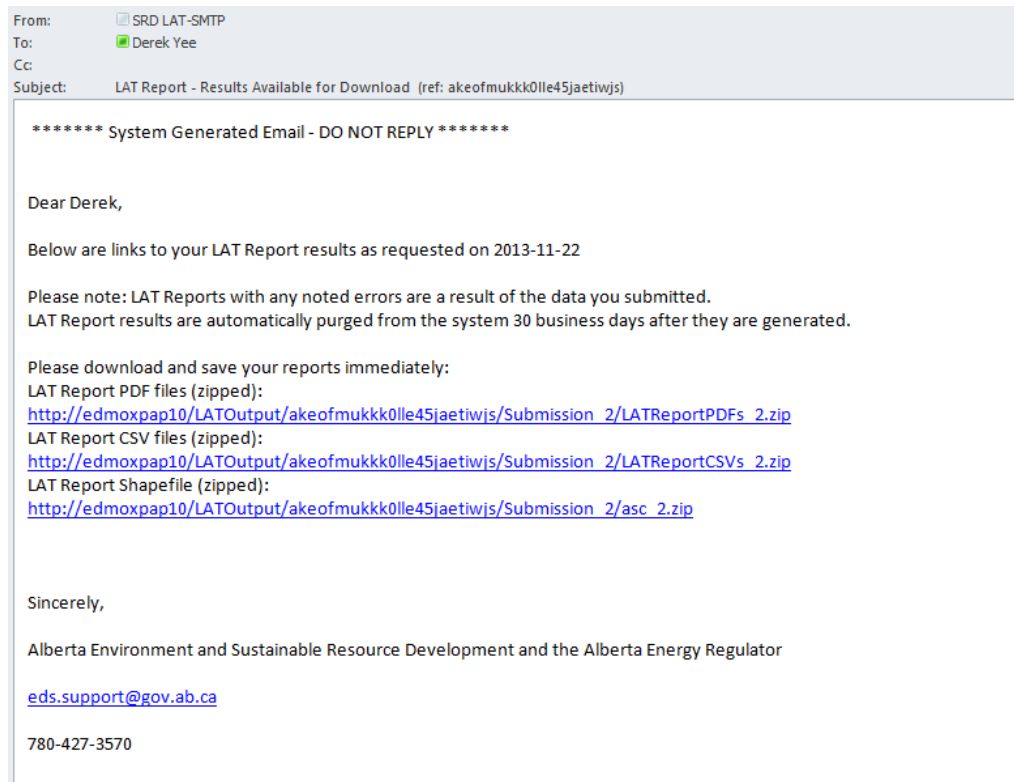 From: SRD LAT-SMTP
To: Derek Yee
Cc:
Subject: LAT Report - Results Available for Download (ref: akeofmukkk0lle45jaetiwjs)
******* System Generated Email - DO NOT REPLY *******
Dear Derek,
Below are links to your LAT Report results as requested on 2013-11-22
Please note: LAT Reports with any noted errors are a result of the data you submitted.
LAT Report results are automatically purged from the system 30 business days after they are generated.
Please download and save your reports immediately:
LAT Report PDF files (zipped):
http://edmoxpap10/LATOutput/akeofmukkk0lle45jaetiwjs/Submission_2/LATReportPDFs_2.zip
LAT Report CSV files (zipped):
http://edmoxpap10/LATOutput/akeofmukkk0lle45jaetiwjs/Submission_2/LATReportCSVs_2.zip
LAT Report Shapefile (zipped):
http://edmoxpap10/LATOutput/akeofmukkk0lle45jaetiwjs/Submission_2/asc_2.zip
Sincerely,
Alberta Environment and Sustainable Resource Development and the Alberta Energy Regulator
eds.support@gov.ab.ca
780-427-3570